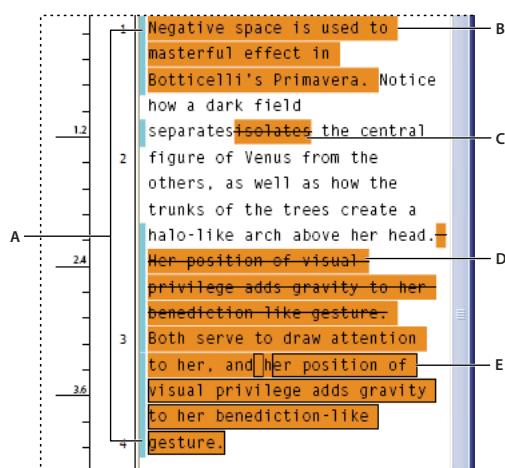 1 Negative space is used to B
masterful effect in
Botticelli's Primavera. Notice
how a dark field
1.2 separatesisolates the central C
2 figure of Venus from the
others, as well as how the
trunks of the trees create a
A halo-like arch above her head.
2.4 Her position of visual D
privilege adds gravity to her
benediction like gesture.
3 Both serve to draw attention
to her, and her position of E
3.6 visual privilege adds gravity
to her benediction-like
4 gesture.